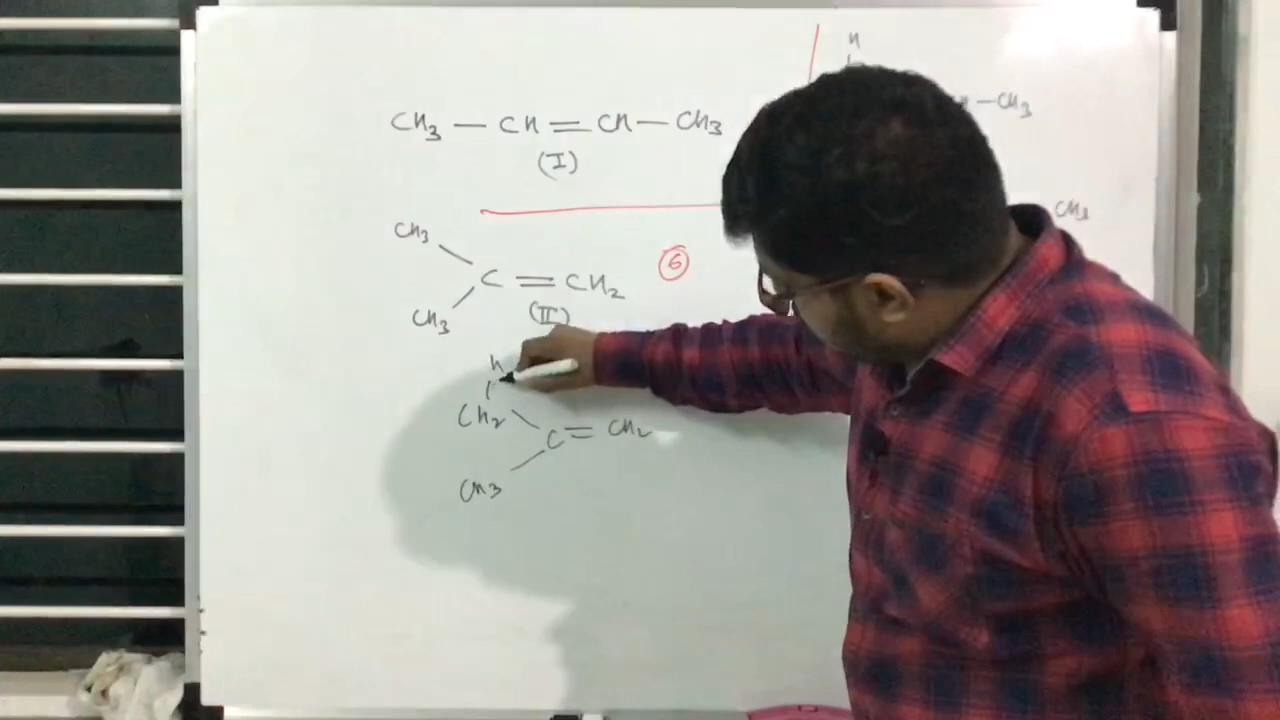 H
CH3 — CH = CH — CH3
— CH3
(I)
CH3
CH3
C = CH2
6
CH3
(II)
H
CH2
C = CH2
CH3